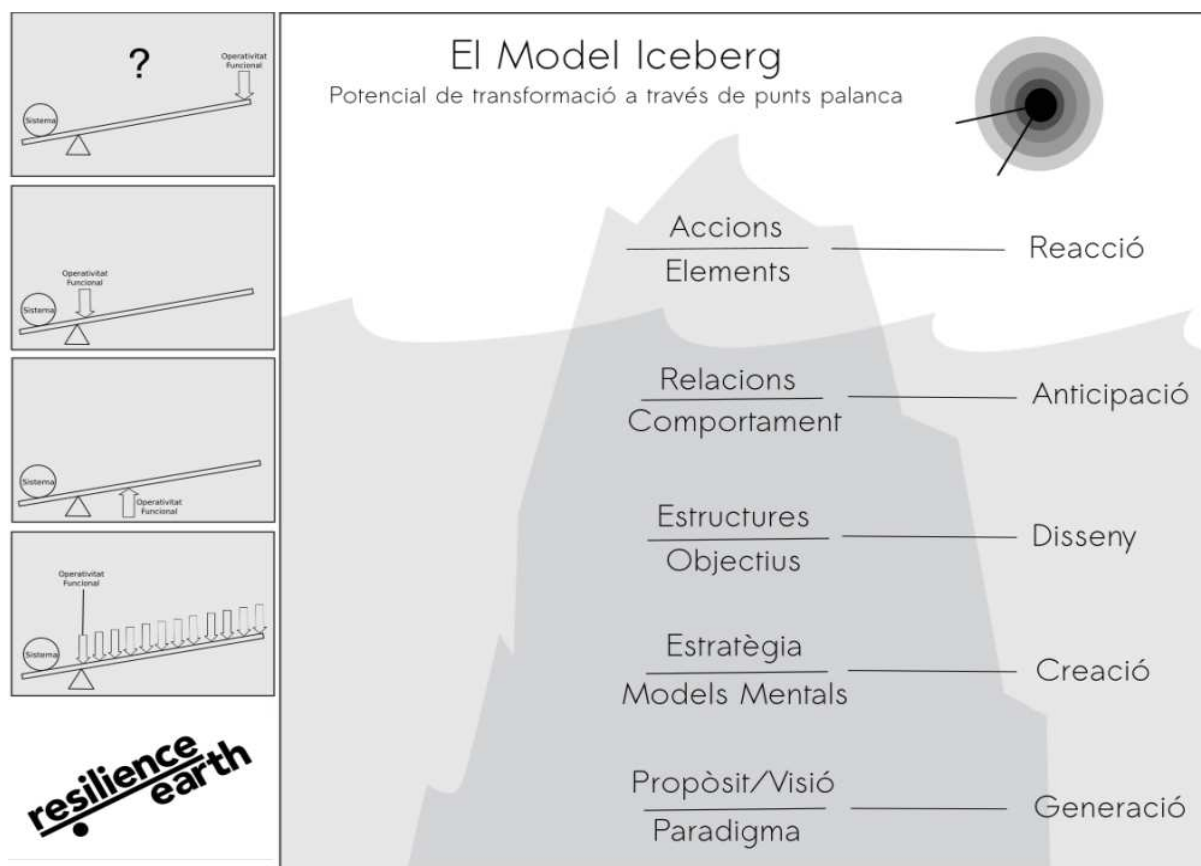 ?
Operativitat
Funcional
Sistema
Operativitat
Funcional
Sistema
Sistema
Operativitat
Funcional
Operativitat
Funcional
Sistema
resilience
earth
El Model Iceberg
Potencial de transformació a través de punts palanca
Accions
Elements
Reacció
Relacions
Comportament
Anticipació
Estructures
Objectius
Disseny
Estratègia
Models Mentals
Creació
Propòsit/Visió
Paradigma
Generació